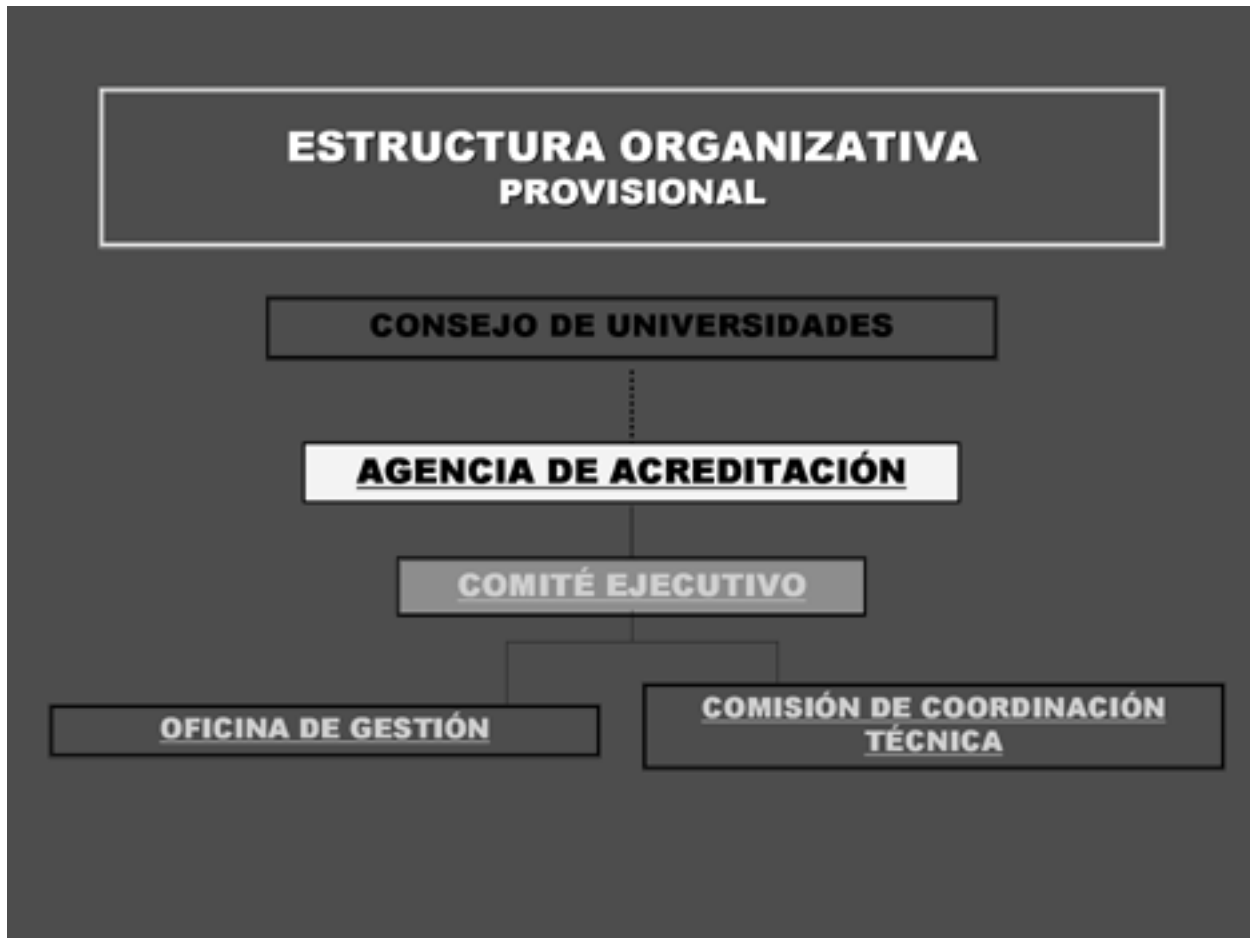 ESTRUCTURA ORGANIZATIVA
PROVISIONAL
CONSEJO DE UNIVERSIDADES
AGENCIA DE ACREDITACIÓN
COMITÉ EJECUTIVO
OFICINA DE GESTIÓN
COMISIÓN DE COORDINACIÓN
TÉCNICA